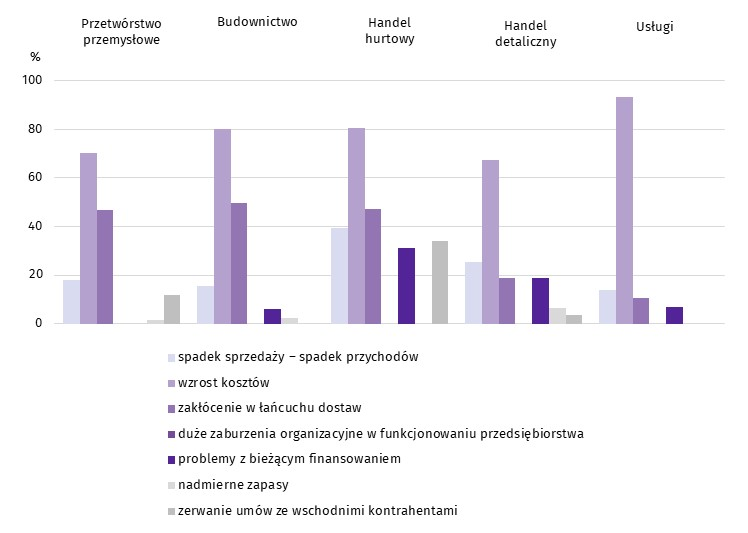 Przetwórstwo
przemysłowe
Budownictwo
Handel
hurtowy
Handel
detaliczny
Usługi
%
100
80
60
40
20
0
spadek sprzedaży – spadek przychodów
wzrost kosztów
zakłócenie w łańcuchu dostaw
duże zaburzenia organizacyjne w funkcjonowaniu przedsiębiorstwa
problemy z bieżącym finansowaniem
nadmierne zapasy
zerwanie umów ze wschodnimi kontrahentami